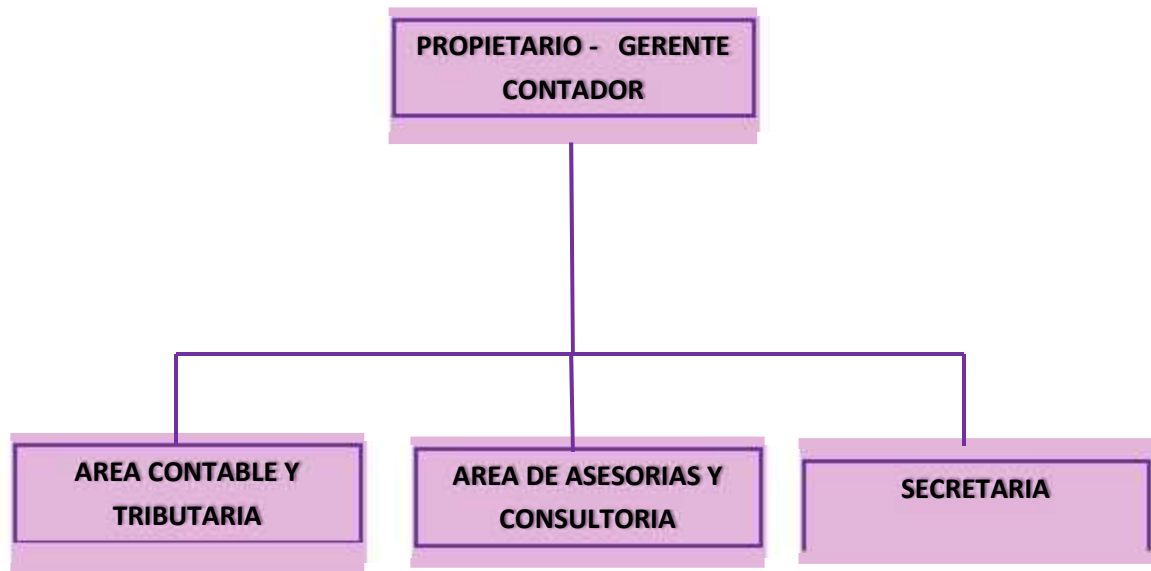 PROPIETARIO - GERENTE
CONTADOR
AREA CONTABLE Y
TRIBUTARIA
AREA DE ASESORIAS Y
CONSULTORIA
SECRETARIA